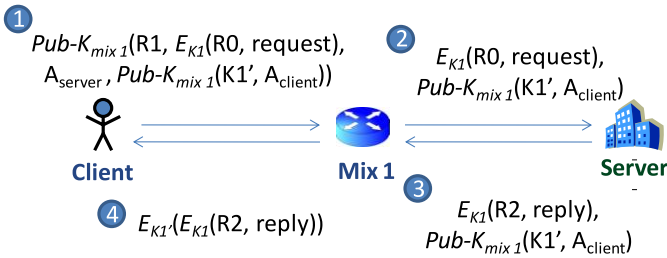 1
Pub-Kmix 1(R1, EK1(R0, request),
Aserver, Pub-Kmix 1(K1’, Aclient))
2
EK1(R0, request),
Pub-Kmix 1(K1’, Aclient)
Client
Mix 1
Server
4
EK1’(EK1(R2, reply))
3
EK1(R2, reply),
Pub-Kmix 1(K1’, Aclient)